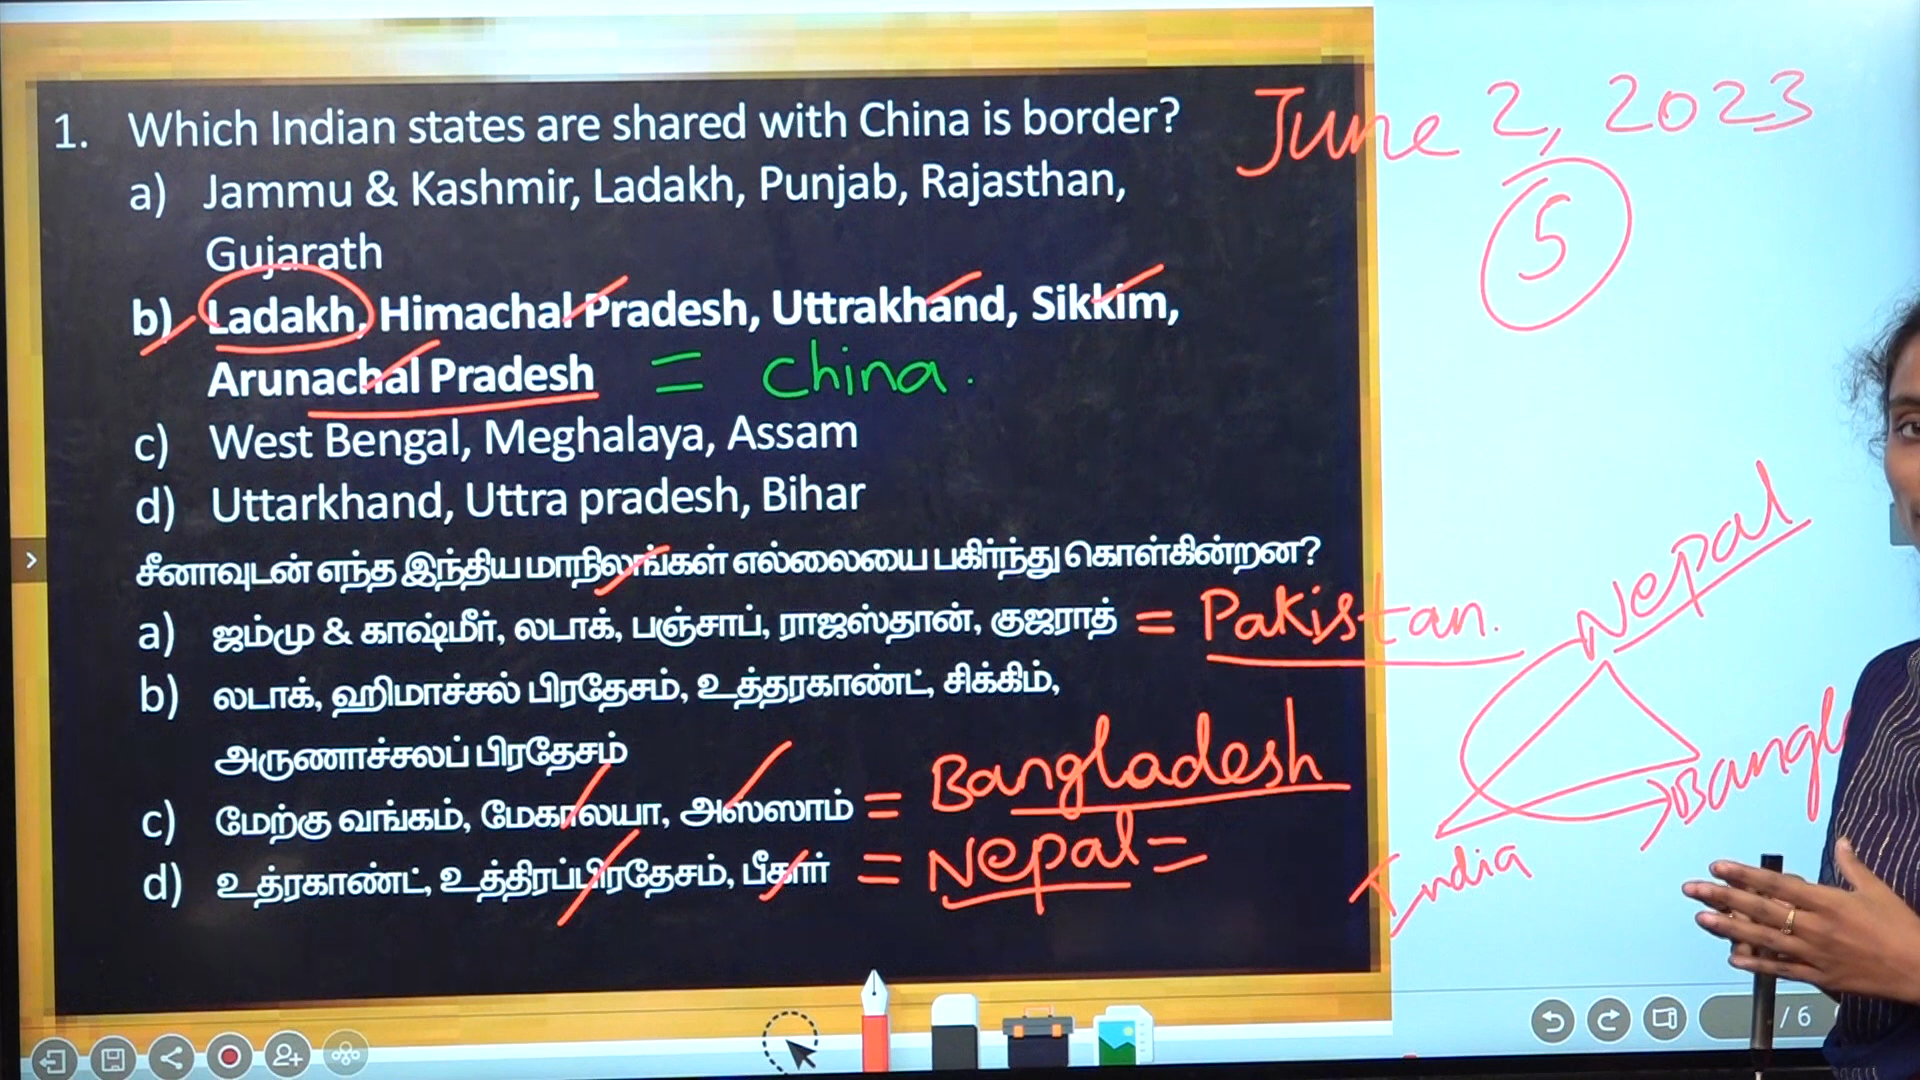 1. Which Indian states are shared with China is border?
a) Jammu & Kashmir, Ladakh, Punjab, Rajasthan,
Gujarath
b) Ladakh, Himachal Pradesh, Uttrakhand, Sikkim,
Arunachal Pradesh = China.
c) West Bengal, Meghalaya, Assam
d) Uttarkhand, Uttra pradesh, Bihar
சீனாவுடன் எந்த இந்திய மாநிலங்கள் எல்லையை பகிர்ந்து கொள்கின்றன?
a) ஜம்மு & காஷ்மீர், லடாக், பஞ்சாப், ராஜஸ்தான், குஜராத் = Pakistan.
b) லடாக், ஹிமாச்சல் பிரதேசம், உத்தரகாண்ட், சிக்கிம்,
அருணாச்சலப் பிரதேசம்
c) மேற்கு வங்கம், மேகாலயா, அஸ்ஸாம் = Bangladesh
d) உத்ரகாண்ட், உத்திரப்பிரதேசம், பீகார் = Nepal =
June 2, 2023
5
Nepal
Bangl
India
/ 6